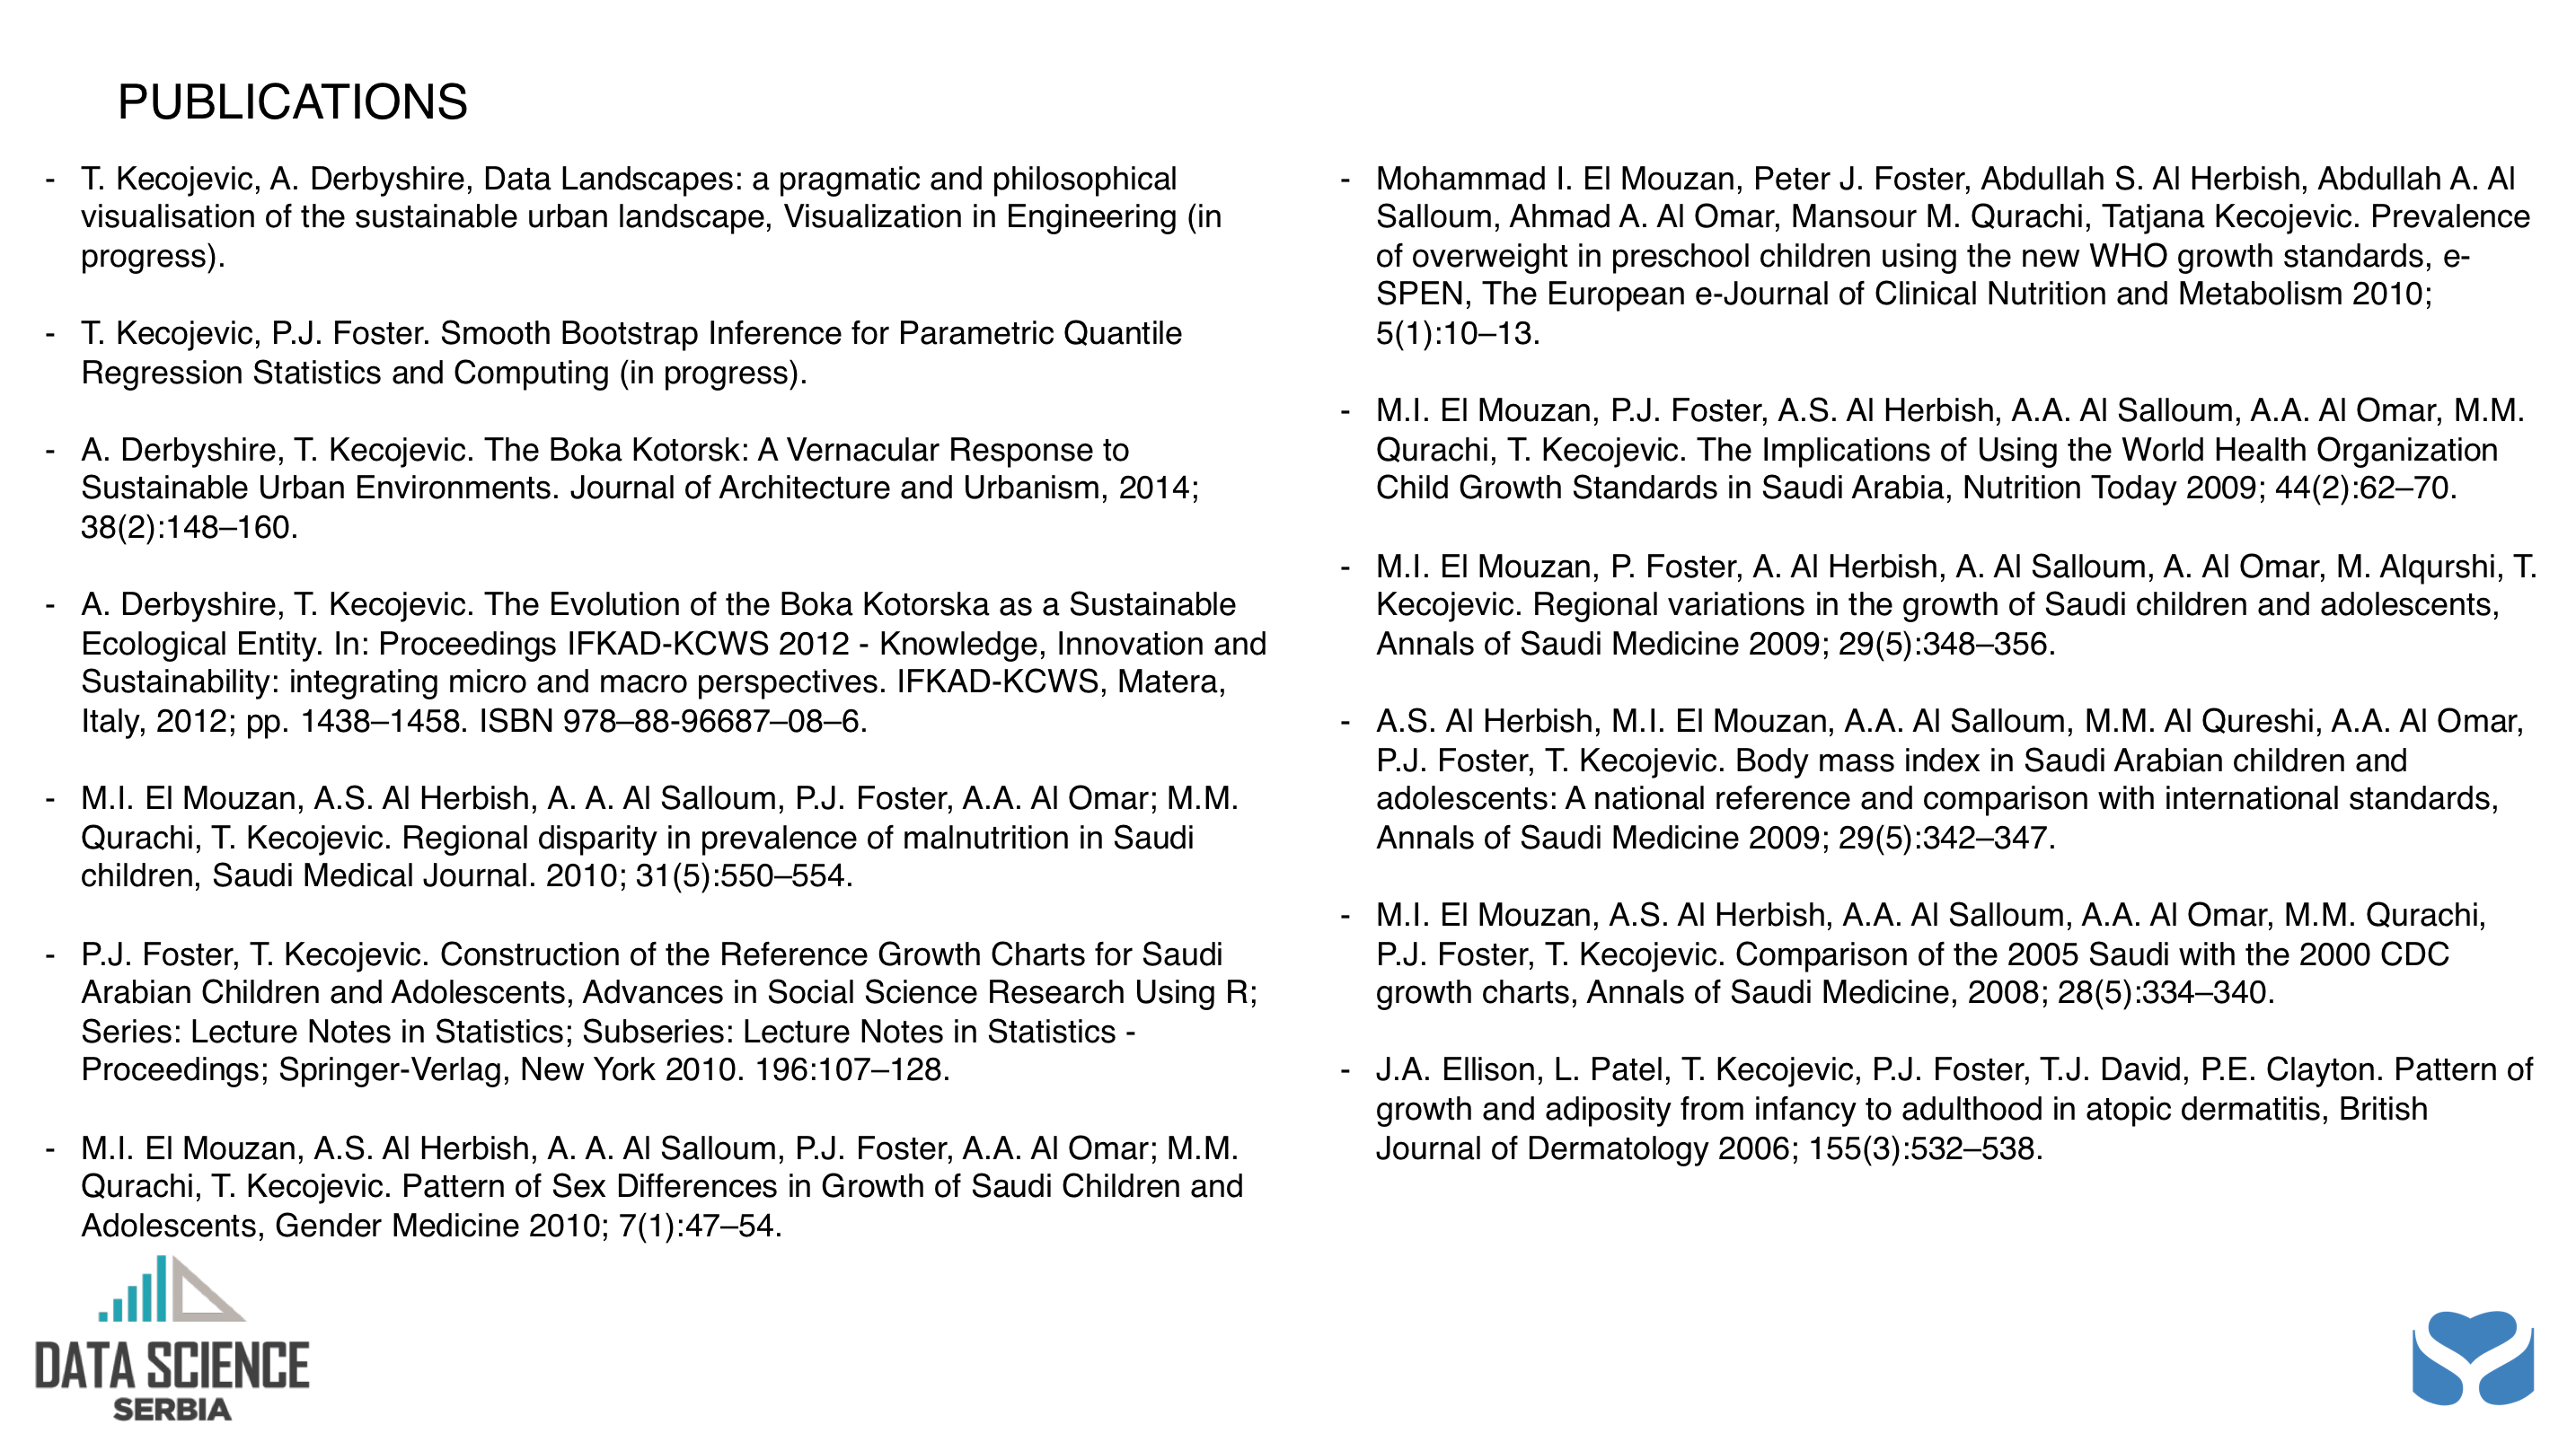 PUBLICATIONS
- T. Kecojevic, A. Derbyshire, Data Landscapes: a pragmatic and philosophical
visualisation of the sustainable urban landscape, Visualization in Engineering (in
progress).
- T. Kecojevic, P.J. Foster. Smooth Bootstrap Inference for Parametric Quantile
Regression Statistics and Computing (in progress).
- A. Derbyshire, T. Kecojevic. The Boka Kotorsk: A Vernacular Response to
Sustainable Urban Environments. Journal of Architecture and Urbanism, 2014;
38(2):148–160.
- A. Derbyshire, T. Kecojevic. The Evolution of the Boka Kotorska as a Sustainable
Ecological Entity. In: Proceedings IFKAD-KCWS 2012 - Knowledge, Innovation and
Sustainability: integrating micro and macro perspectives. IFKAD-KCWS, Matera,
Italy, 2012; pp. 1438–1458. ISBN 978–88-96687–08–6.
- M.I. El Mouzan, A.S. Al Herbish, A. A. Al Salloum, P.J. Foster, A.A. Al Omar; M.M.
Qurachi, T. Kecojevic. Regional disparity in prevalence of malnutrition in Saudi
children, Saudi Medical Journal. 2010; 31(5):550–554.
- P.J. Foster, T. Kecojevic. Construction of the Reference Growth Charts for Saudi
Arabian Children and Adolescents, Advances in Social Science Research Using R;
Series: Lecture Notes in Statistics; Subseries: Lecture Notes in Statistics -
Proceedings; Springer-Verlag, New York 2010. 196:107–128.
- M.I. El Mouzan, A.S. Al Herbish, A. A. Al Salloum, P.J. Foster, A.A. Al Omar; M.M.
Qurachi, T. Kecojevic. Pattern of Sex Differences in Growth of Saudi Children and
Adolescents, Gender Medicine 2010; 7(1):47–54.
- Mohammad I. El Mouzan, Peter J. Foster, Abdullah S. Al Herbish, Abdullah A. Al
Salloum, Ahmad A. Al Omar, Mansour M. Qurachi, Tatjana Kecojevic. Prevalence
of overweight in preschool children using the new WHO growth standards, e-
SPEN, The European e-Journal of Clinical Nutrition and Metabolism 2010;
5(1):10–13.
- M.I. El Mouzan, P.J. Foster, A.S. Al Herbish, A.A. Al Salloum, A.A. Al Omar, M.M.
Qurachi, T. Kecojevic. The Implications of Using the World Health Organization
Child Growth Standards in Saudi Arabia, Nutrition Today 2009; 44(2):62–70.
- M.I. El Mouzan, P. Foster, A. Al Herbish, A. Al Salloum, A. Al Omar, M. Alqurshi, T.
Kecojevic. Regional variations in the growth of Saudi children and adolescents,
Annals of Saudi Medicine 2009; 29(5):348–356.
- A.S. Al Herbish, M.I. El Mouzan, A.A. Al Salloum, M.M. Al Qureshi, A.A. Al Omar,
P.J. Foster, T. Kecojevic. Body mass index in Saudi Arabian children and
adolescents: A national reference and comparison with international standards,
Annals of Saudi Medicine 2009; 29(5):342–347.
- M.I. El Mouzan, A.S. Al Herbish, A.A. Al Salloum, A.A. Al Omar, M.M. Qurachi,
P.J. Foster, T. Kecojevic. Comparison of the 2005 Saudi with the 2000 CDC
growth charts, Annals of Saudi Medicine, 2008; 28(5):334–340.
- J.A. Ellison, L. Patel, T. Kecojevic, P.J. Foster, T.J. David, P.E. Clayton. Pattern of
growth and adiposity from infancy to adulthood in atopic dermatitis, British
Journal of Dermatology 2006; 155(3):532–538.
DATA SCIENCE
SERBIA